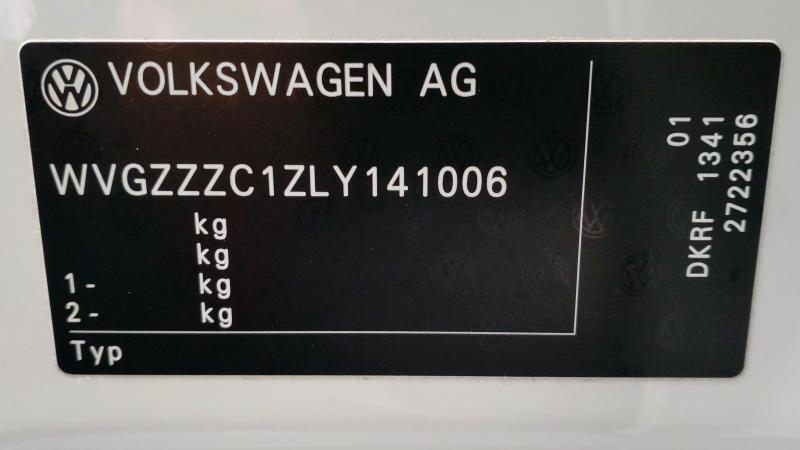 VOLKSWAGEN AG
WVGZZZC1ZLY141006
kg
kg
1- kg
2- kg
Typ
01
DKRF 1341
2722356